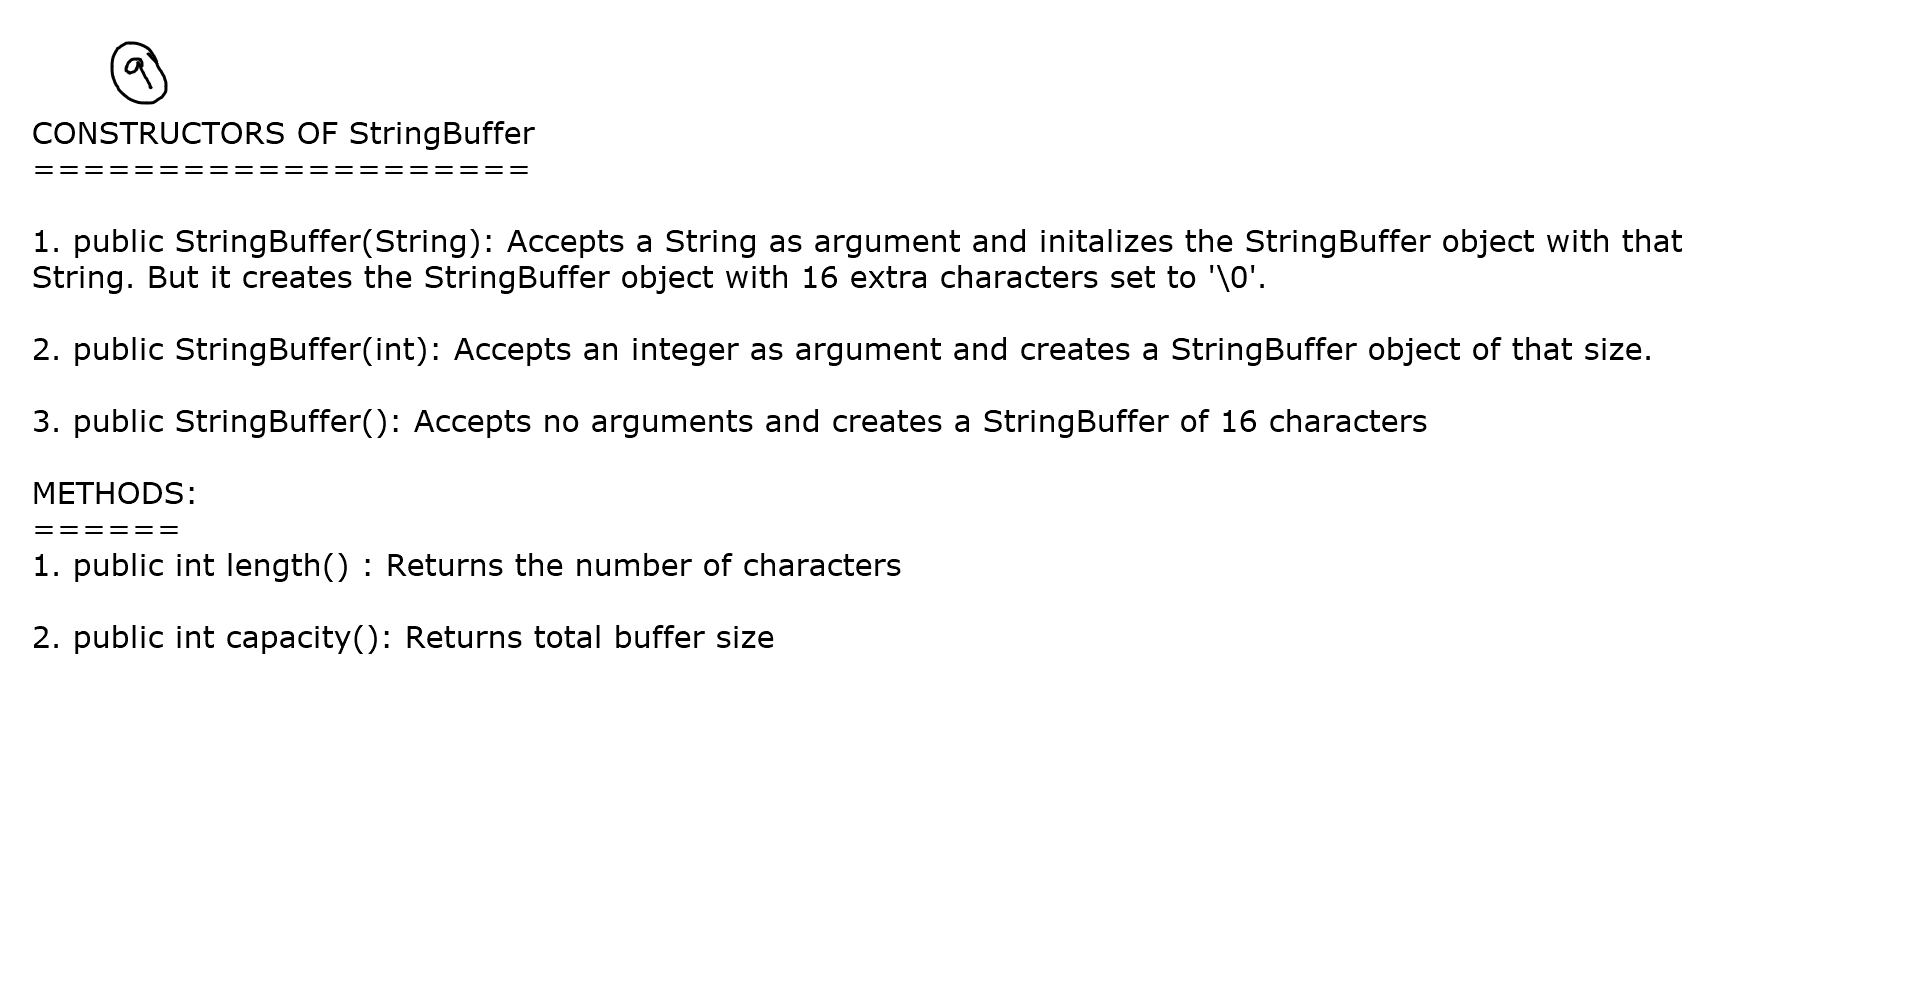 9
CONSTRUCTORS OF StringBuffer
====================
1. public StringBuffer(String): Accepts a String as argument and initalizes the StringBuffer object with that
String. But it creates the StringBuffer object with 16 extra characters set to '\0'.
2. public StringBuffer(int): Accepts an integer as argument and creates a StringBuffer object of that size.
3. public StringBuffer(): Accepts no arguments and creates a StringBuffer of 16 characters
METHODS:
======
1. public int length() : Returns the number of characters
2. public int capacity(): Returns total buffer size